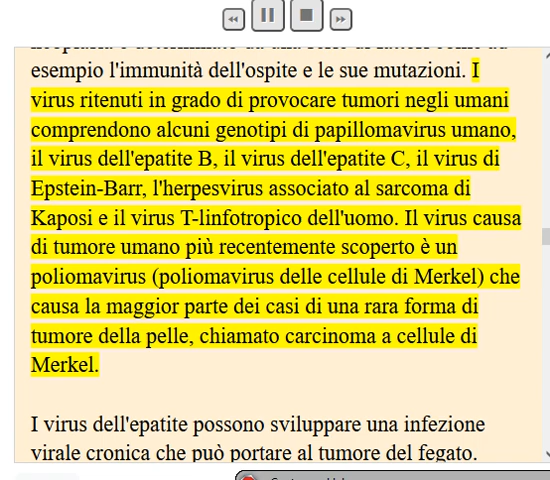 esempio l'immunità dell'ospite e le sue mutazioni. I
virus ritenuti in grado di provocare tumori negli umani
comprendono alcuni genotipi di papillomavirus umano,
il virus dell'epatite B, il virus dell'epatite C, il virus di
Epstein-Barr, l'herpesvirus associato al sarcoma di
Kaposi e il virus T-linfotropico dell'uomo. Il virus causa
di tumore umano più recentemente scoperto è un
poliomavirus (poliomavirus delle cellule di Merkel) che
causa la maggior parte dei casi di una rara forma di
tumore della pelle, chiamato carcinoma a cellule di
Merkel.
I virus dell'epatite possono sviluppare una infezione
virale cronica che può portare al tumore del fegato.